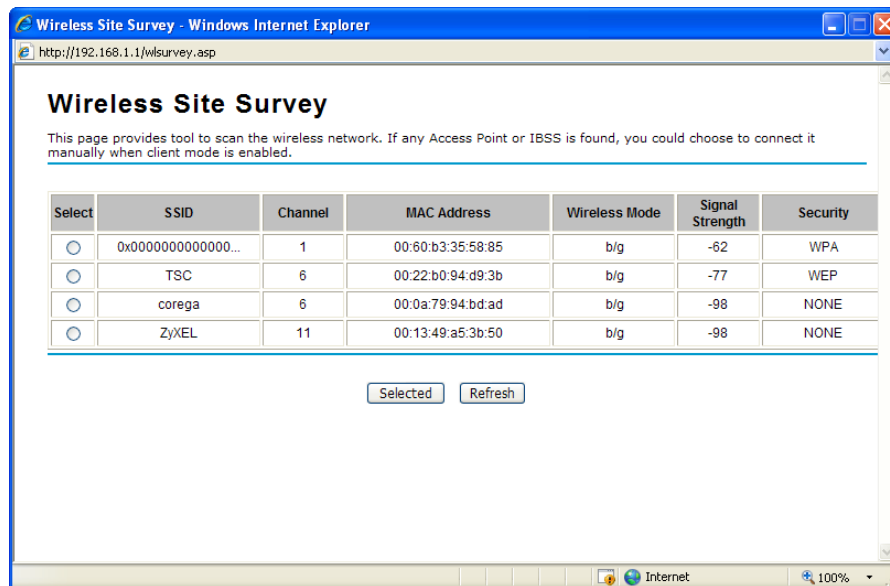 Wireless Site Survey - Windows Internet Explorer
http://192.168.1.1/wlsurvey.asp
Wireless Site Survey
This page provides tool to scan the wireless network. If any Access Point or IBSS is found, you could choose to connect it
manually when client mode is enabled.
Select SSID Channel MAC Address Wireless Mode Signal Strength Security
0x0000000000000... 1 00:60:b3:35:58:85 b/g -62 WPA
TSC 6 00:22:b0:94:d9:3b b/g -77 WEP
corega 6 00:0a:79:94:bd:ad b/g -98 NONE
ZyXEL 11 00:13:49:a5:3b:50 b/g -98 NONE
Selected Refresh
Internet 100%